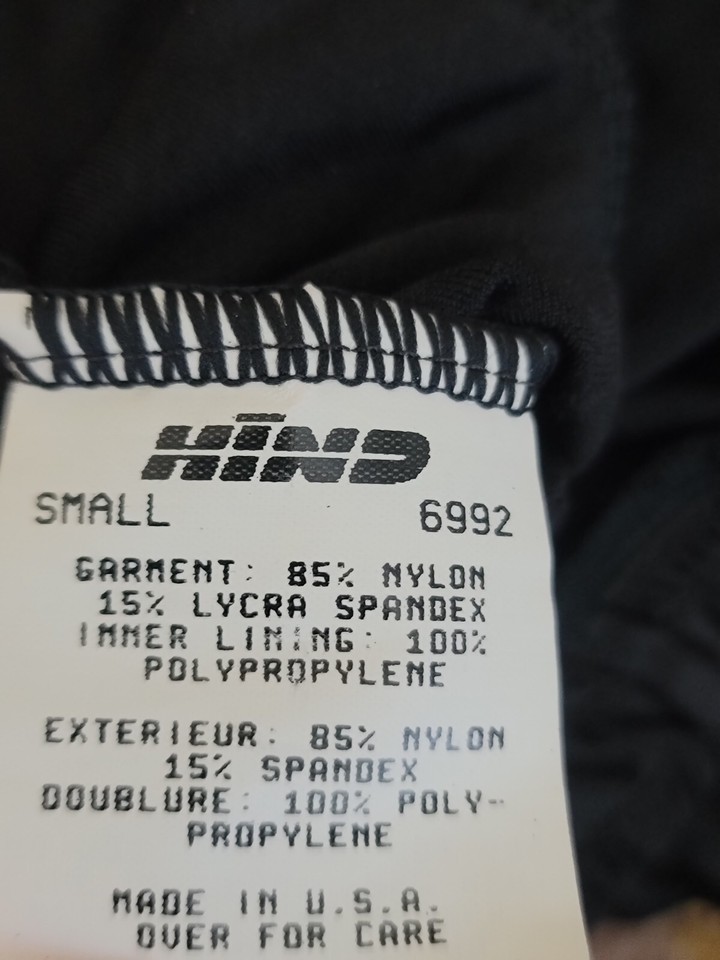 HIND
SMALL 6992
GARMENT: 85% NYLON
15% LYCRA SPANDEX
INNER LINING: 100%
POLYPROPYLENE
EXTERIEUR: 85% NYLON
15% SPANDEX
DOUBLURE: 100% POLY-
PROPYLENE
MADE IN U.S.A.
OVER FOR CARE